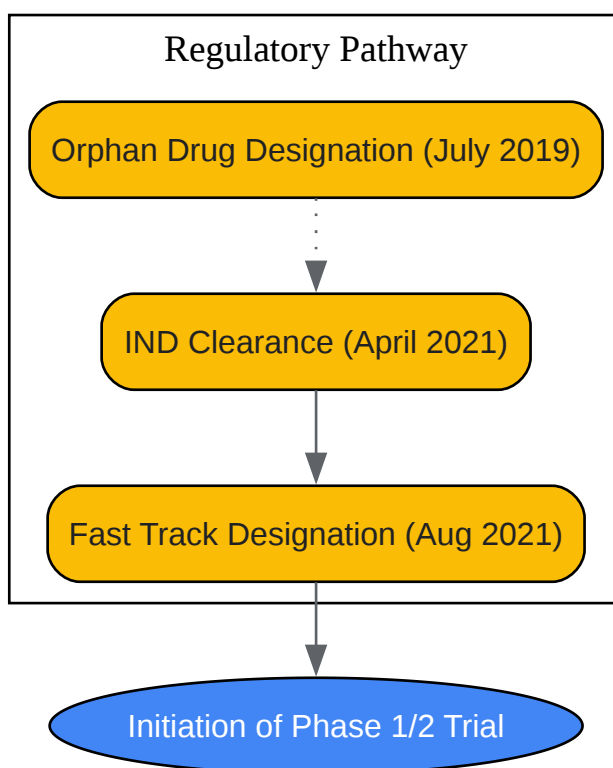 Regulatory Pathway
Orphan Drug Designation (July 2019)
IND Clearance (April 2021)
Fast Track Designation (Aug 2021)
Initiation of Phase 1/2 Trial